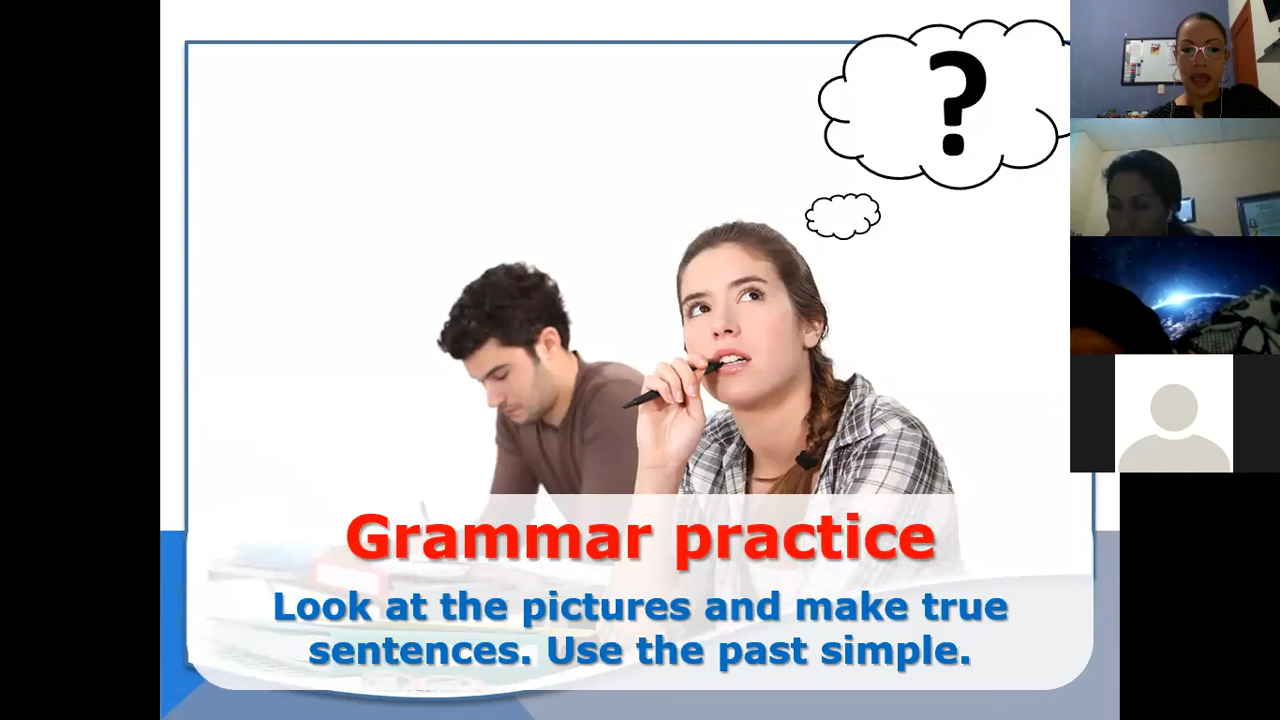 ?
Grammar practice
Look at the pictures and make true
sentences. Use the past simple.